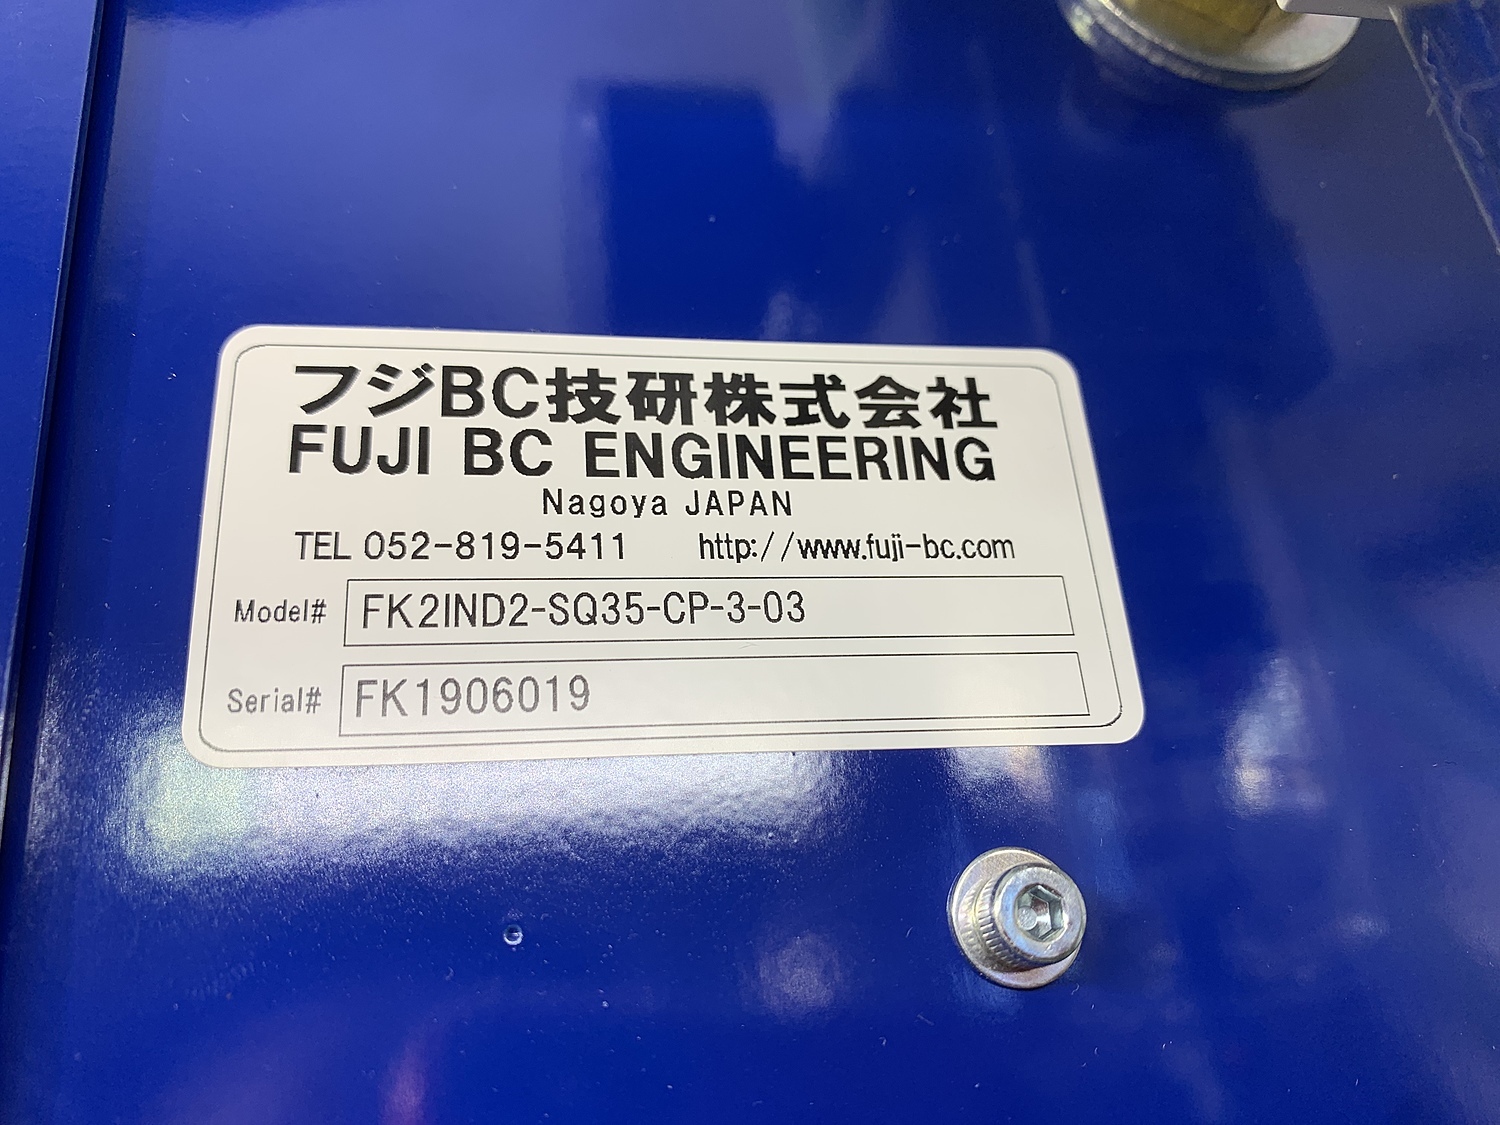 フジBC技研株式会社
FUJI BC ENGINEERING
Nagoya JAPAN
TEL 052-819-5411 http://www.fuji-bc.com
Model# FK2IND2-SQ35-CP-3-03
Serial# FK1906019